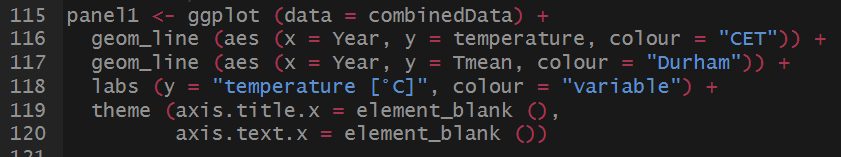 115 panel1 <- ggplot (data = combinedData) +
116   geom_line (aes (x = Year, y = temperature, colour = "CET")) +
117   geom_line (aes (x = Year, y = Tmean, colour = "Durham")) +
118   labs (y = "temperature [°C]", colour = "variable") +
119   theme (axis.title.x = element_blank (),
120          axis.text.x = element_blank ())
121